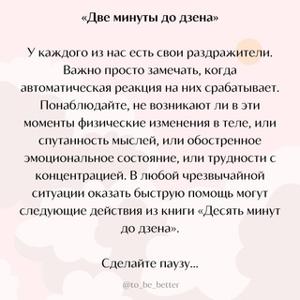 «Две минуты до дзена»
У каждого из нас есть свои раздражители.
Важно просто замечать, когда
автоматическая реакция на них срабатывает.
Понаблюдайте, не возникают ли в эти
моменты физические изменения в теле, или
спутанность мыслей, или обостренное
эмоциональное состояние, или трудности с
концентрацией. В любой чрезвычайной
ситуации оказать быструю помощь могут
следующие действия из книги «Десять минут
до дзена».
Сделайте паузу...
@to_be_better